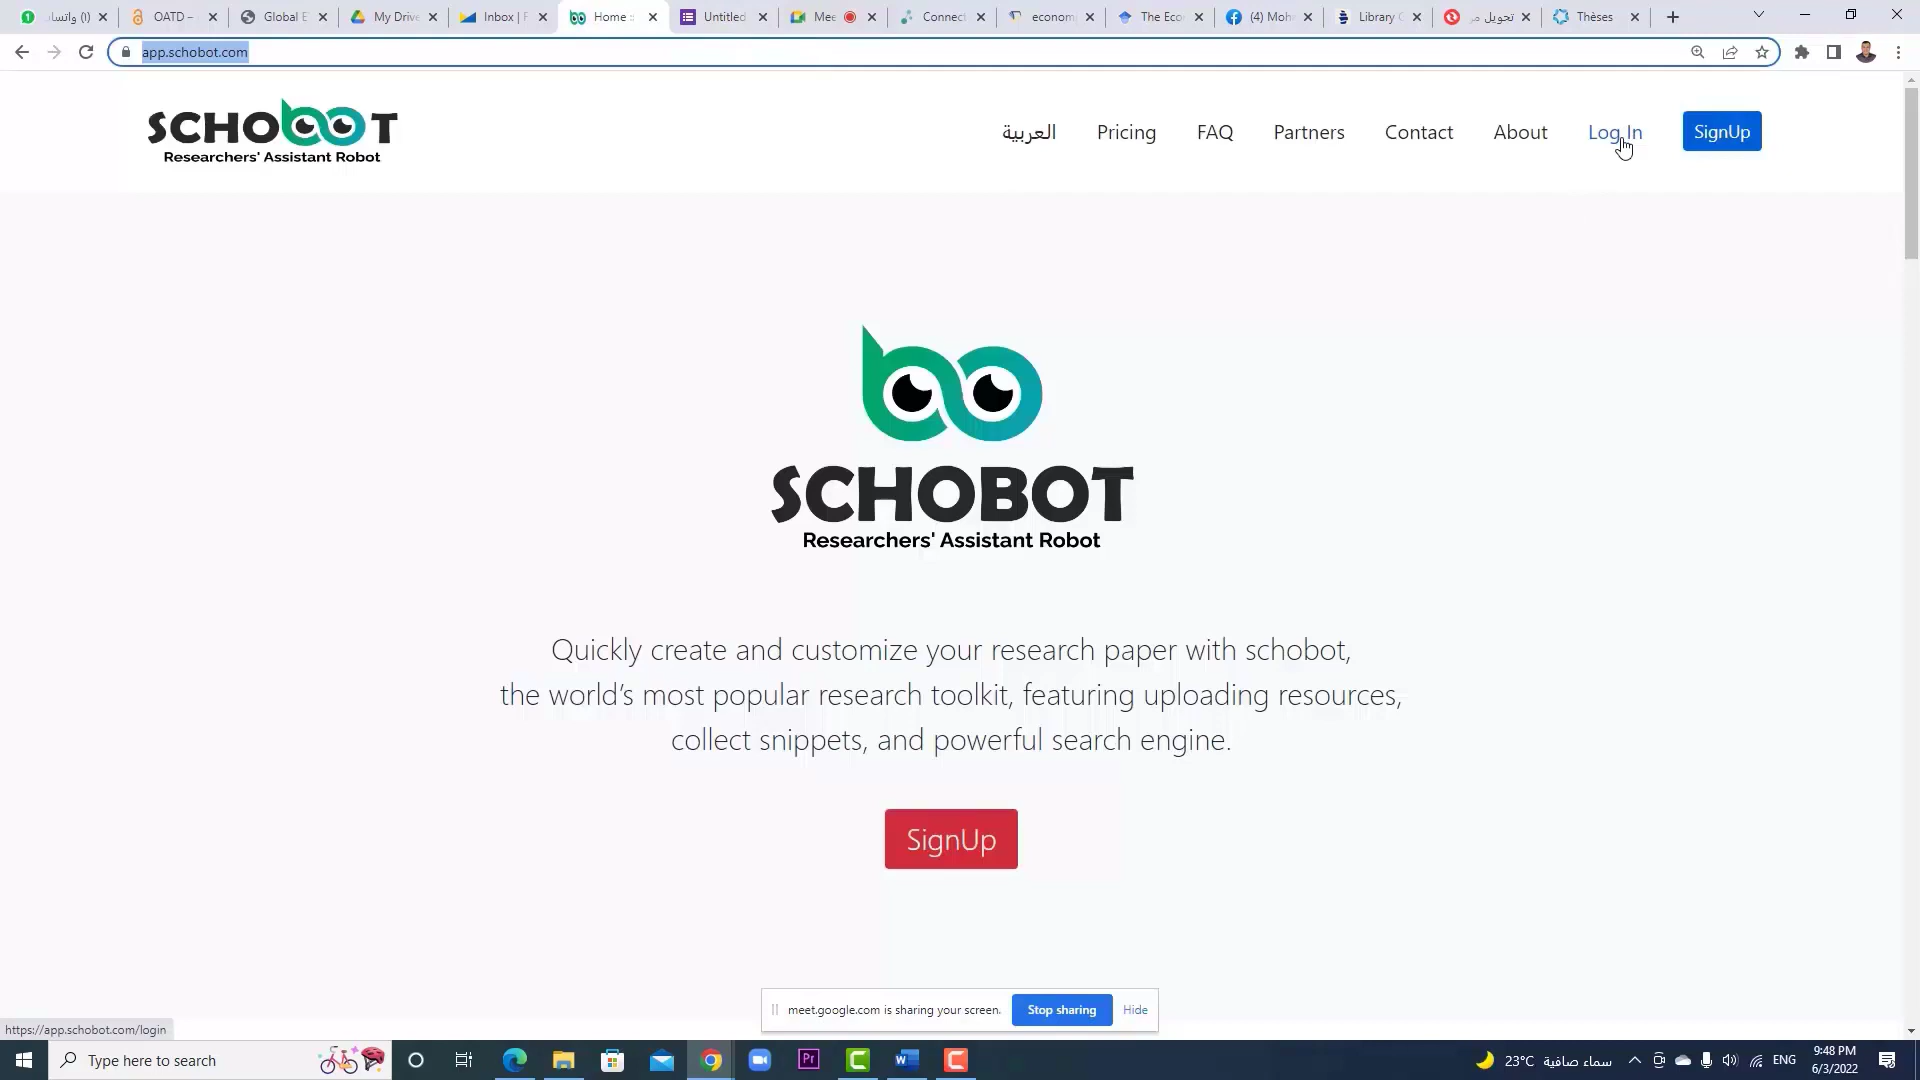 واتساب (1)
OATD –
Global E
My Drive
Inbox | F
Home ::
Untitled
Mee
Connect
econom
The Eco
(4) Moh
Library C
تحويل من
Thèses
app.schobot.com
SCHOBOT
Researchers' Assistant Robot
العربية
Pricing
FAQ
Partners
Contact
About
Log In
SignUp
SCHOBOT
Researchers' Assistant Robot
Quickly create and customize your research paper with schobot,
the world's most popular research toolkit, featuring uploading resources,
collect snippets, and powerful search engine.
SignUp
meet.google.com is sharing your screen.
Stop sharing
Hide
https://app.schobot.com/login
Type here to search
Pr
23°C سماء صافية
ENG
9:48 PM
6/3/2022